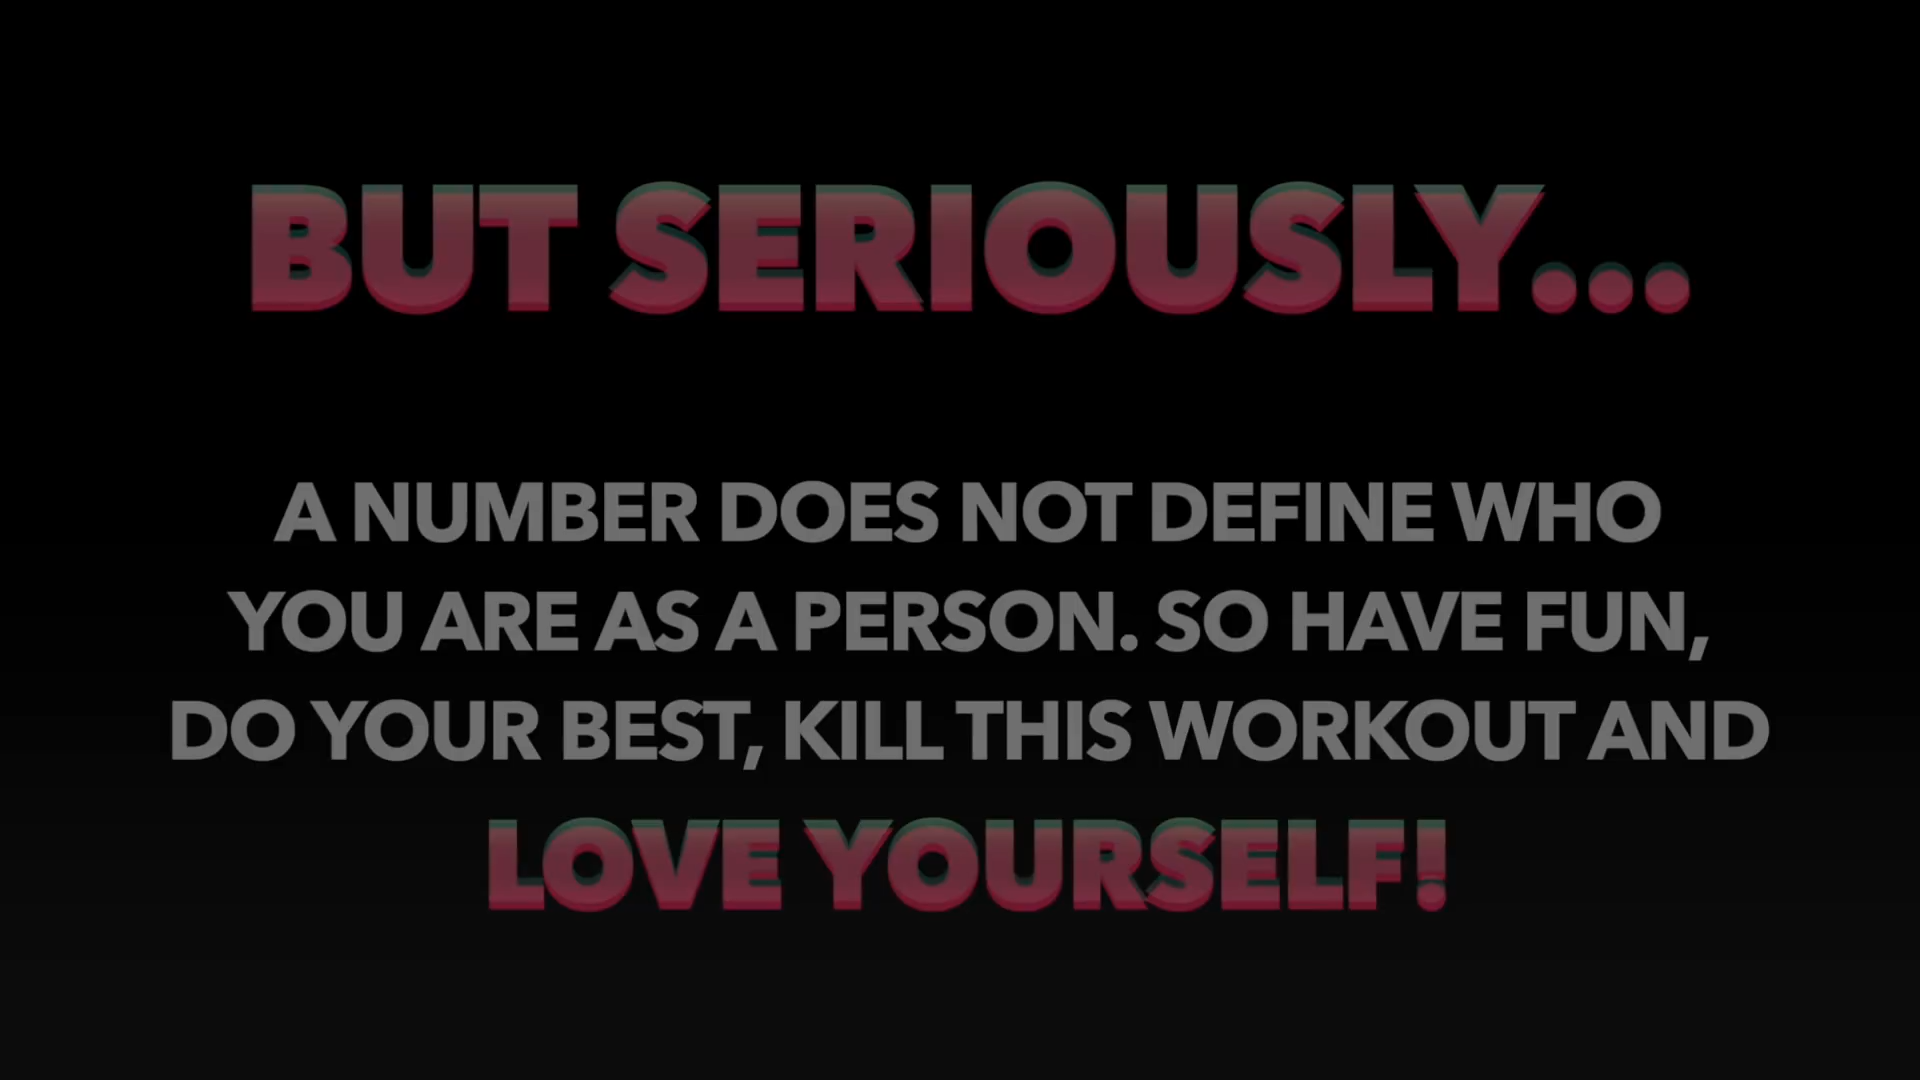 BUT SERIOUSLY...
A NUMBER DOES NOT DEFINE WHO
YOU ARE AS A PERSON. SO HAVE FUN,
DO YOUR BEST, KILL THIS WORKOUT AND
LOVE YOURSELF!